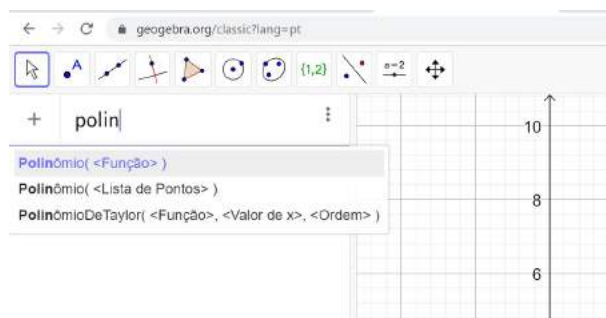 geogebra.org/classic?lang=pt
A
{1,2}
a=2
+ polin
Polinômio( <Função> )
Polinômio( <Lista de Pontos> )
PolinômioDeTaylor( <Função>, <Valor de x>, <Ordem> )
10
8
6